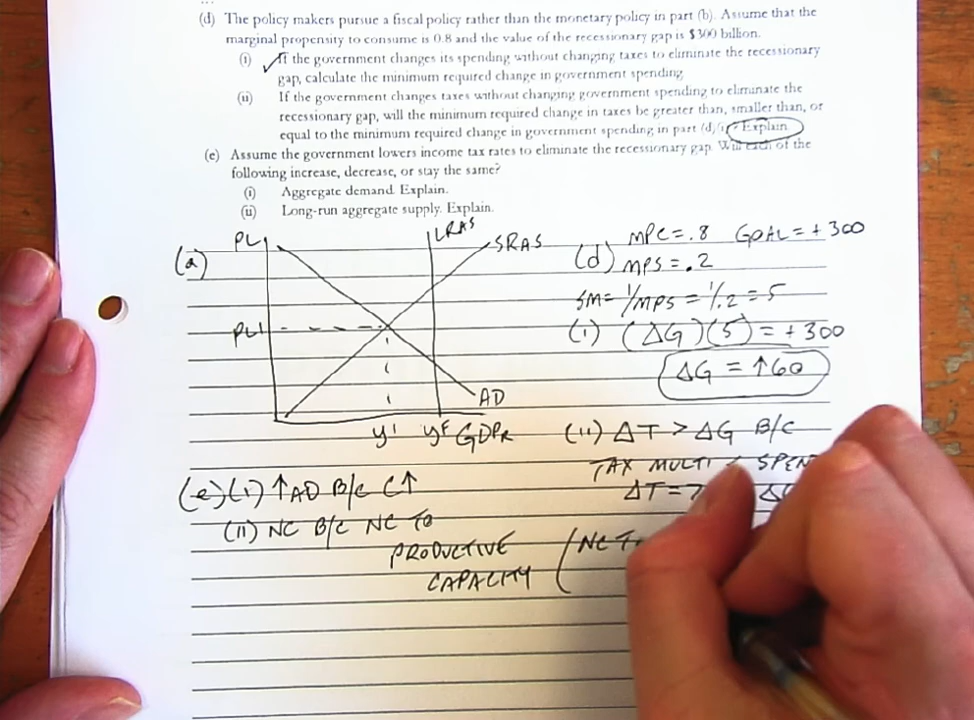 (d) The policy makers pursue a fiscal policy rather than the monetary policy in part (b). Assume that the
marginal propensity to consume is 0.8 and the value of the recessionary gap is $300 billion.
(i) If the government changes its spending without changing taxes to eliminate the recessionary
gap, calculate the minimum required change in government spending
(ii) If the government changes taxes without changing government spending to eliminate the
recessionary gap, will the minimum required change in taxes be greater than, smaller than, or
equal to the minimum required change in government spending in part (d)(i)? Explain
(e) Assume the government lowers income tax rates to eliminate the recessionary gap. Will each of the
following increase, decrease, or stay the same?
(i) Aggregate demand. Explain.
(ii) Long-run aggregate supply. Explain.
(a)
PL
LRAS
SRAS
PL1
AD
Y1 YF GDPR
(d) MPC = .8 GOAL = + 300
MPS = .2
SM = 1/MPS = 1/.2 = 5
(i) (ΔG)(5) = + 300
ΔG = ↑60
(ii) ΔT > ΔG B/C
TAX MULTI < SPEN
ΔT = 7
(e) (i) ↑AD B/C C↑
(ii) NC B/C NC TO
PRODUCTIVE
CAPACITY
(NC T